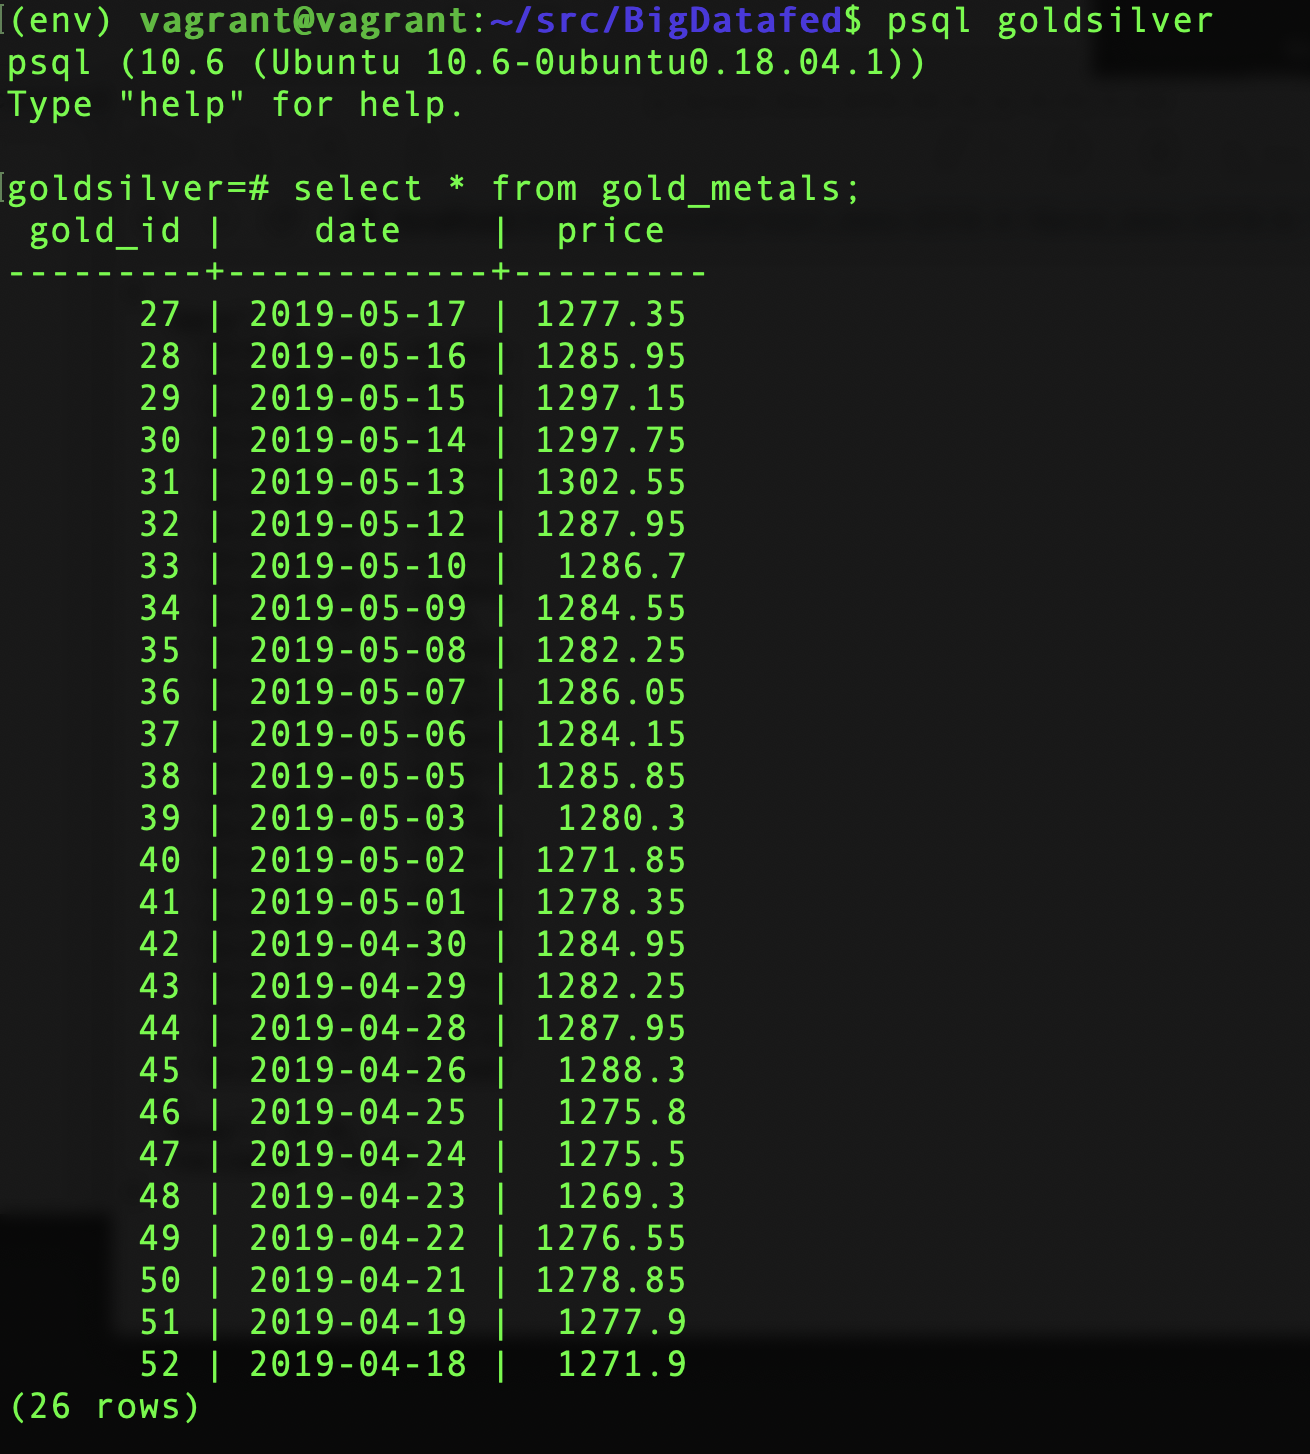 (env) vagrant@vagrant:~/src/BigDatafed$ psql goldsilver
psql (10.6 (Ubuntu 10.6-0ubuntu0.18.04.1))
Type "help" for help.
goldsilver=# select * from gold_metals;
 gold_id |    date    |  price
---------+------------+---------
      27 | 2019-05-17 | 1277.35
      28 | 2019-05-16 | 1285.95
      29 | 2019-05-15 | 1297.15
      30 | 2019-05-14 | 1297.75
      31 | 2019-05-13 | 1302.55
      32 | 2019-05-12 | 1287.95
      33 | 2019-05-10 |  1286.7
      34 | 2019-05-09 | 1284.55
      35 | 2019-05-08 | 1282.25
      36 | 2019-05-07 | 1286.05
      37 | 2019-05-06 | 1284.15
      38 | 2019-05-05 | 1285.85
      39 | 2019-05-03 |  1280.3
      40 | 2019-05-02 | 1271.85
      41 | 2019-05-01 | 1278.35
      42 | 2019-04-30 | 1284.95
      43 | 2019-04-29 | 1282.25
      44 | 2019-04-28 | 1287.95
      45 | 2019-04-26 |  1288.3
      46 | 2019-04-25 |  1275.8
      47 | 2019-04-24 |  1275.5
      48 | 2019-04-23 |  1269.3
      49 | 2019-04-22 | 1276.55
      50 | 2019-04-21 | 1278.85
      51 | 2019-04-19 |  1277.9
      52 | 2019-04-18 |  1271.9
(26 rows)